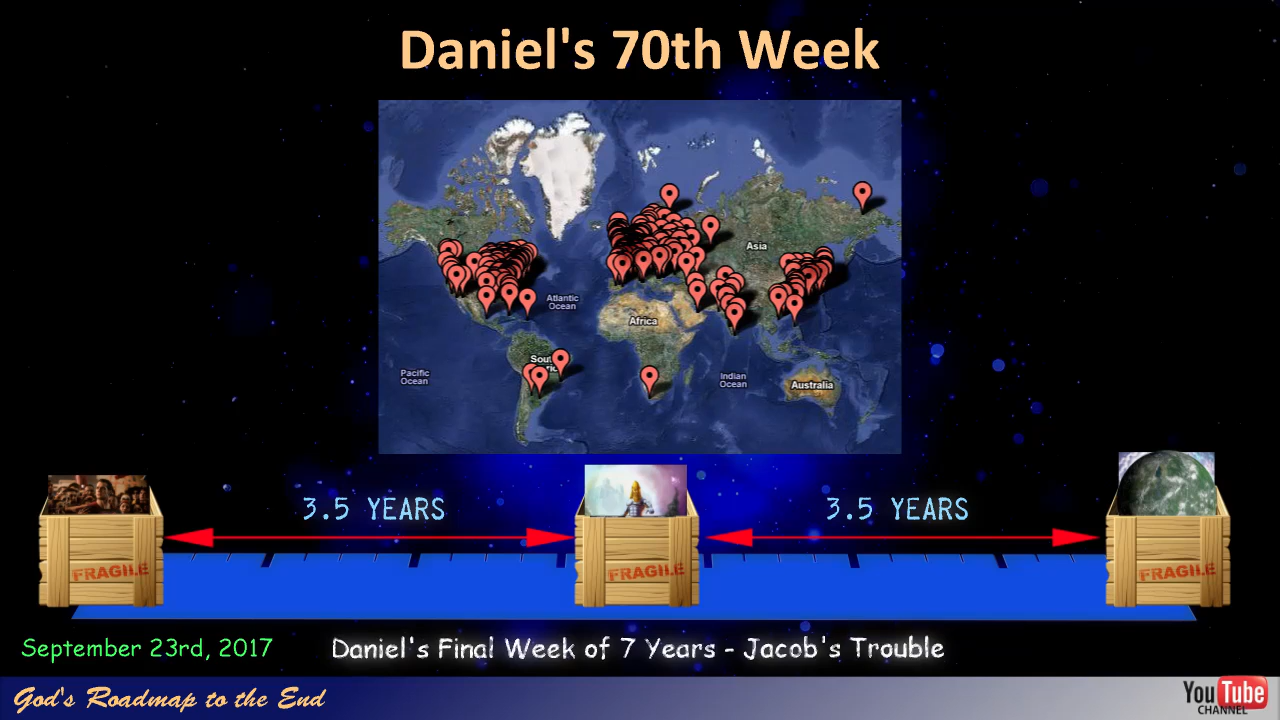 Daniel's 70th Week
Asia
Atlantic
Ocean
Africa
Pacific
Ocean
Indian
Ocean
Australia
3.5 YEARS
3.5 YEARS
FRAGILE
FRAGILE
FRAGILE
September 23rd, 2017
Daniel's Final Week of 7 Years - Jacob's Trouble
God's Roadmap to the End
YouTube
CHANNEL